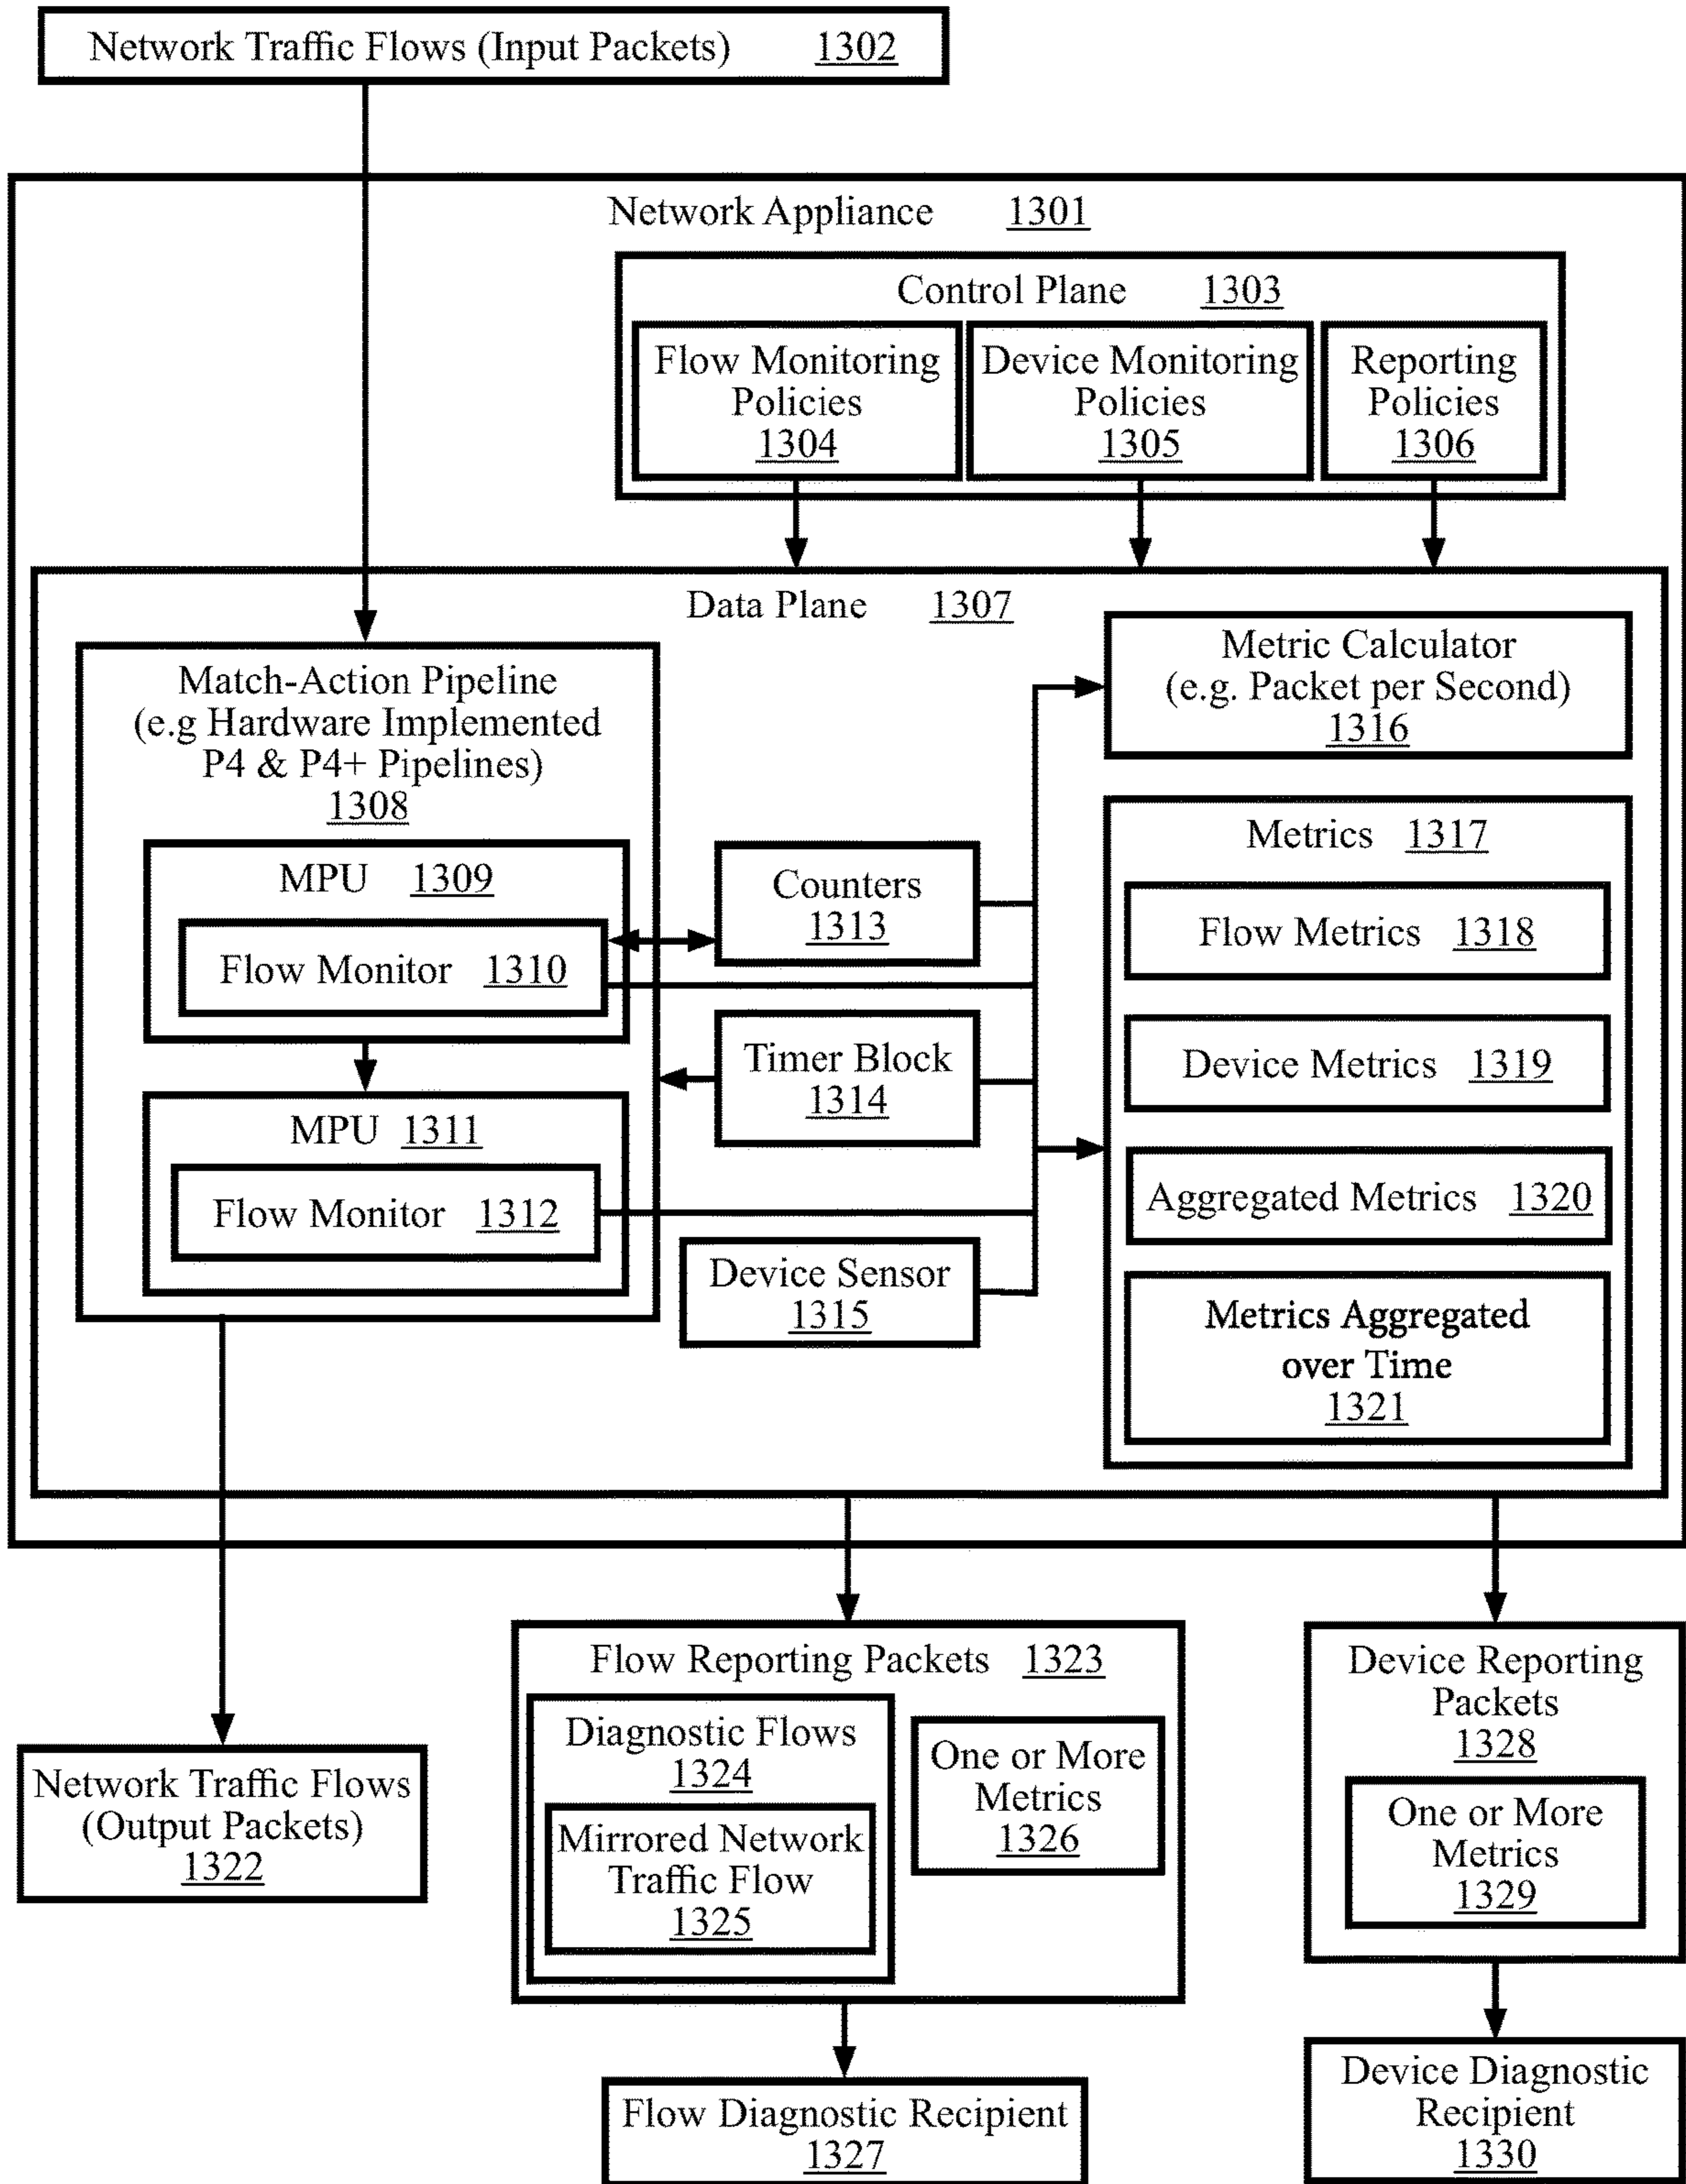 Network Traffic Flows (Input Packets) 1302
Network Appliance 1301
Control Plane 1303
Flow Monitoring
Policies
1304
Device Monitoring
Policies
1305
Reporting
Policies
1306
Data Plane 1307
Match-Action Pipeline
(e.g Hardware Implemented
P4 & P4+ Pipelines)
1308
MPU 1309
Flow Monitor 1310
MPU 1311
Flow Monitor 1312
Counters
1313
Timer Block
1314
Device Sensor
1315
Metric Calculator
(e.g. Packet per Second)
1316
Metrics 1317
Flow Metrics 1318
Device Metrics 1319
Aggregated Metrics 1320
Metrics Aggregated
over Time
1321
Network Traffic Flows
(Output Packets)
1322
Flow Reporting Packets 1323
Diagnostic Flows
1324
Mirrored Network
Traffic Flow
1325
One or More
Metrics
1326
Flow Diagnostic Recipient
1327
Device Reporting
Packets
1328
One or More
Metrics
1329
Device Diagnostic
Recipient
1330